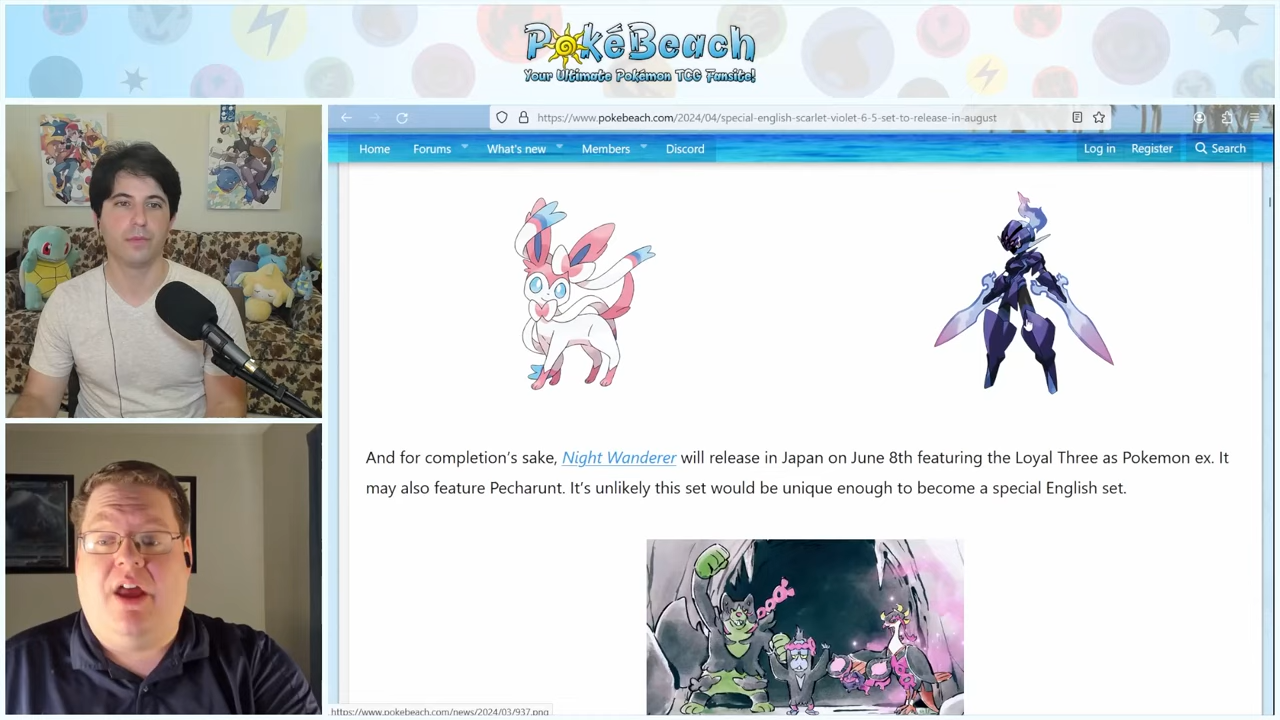 PokéBeach
Your Ultimate Pokémon TCG Fansite!
https://www.pokebeach.com/2024/04/special-english-scarlet-violet-6-5-set-to-release-in-august
Home Forums What's new Members Discord Log in Register Search
And for completion's sake, Night Wanderer will release in Japan on June 8th featuring the Loyal Three as Pokemon ex. It
may also feature Pecharunt. It's unlikely this set would be unique enough to become a special English set.
https://www.pokebeach.com/news/2024/03/937.png